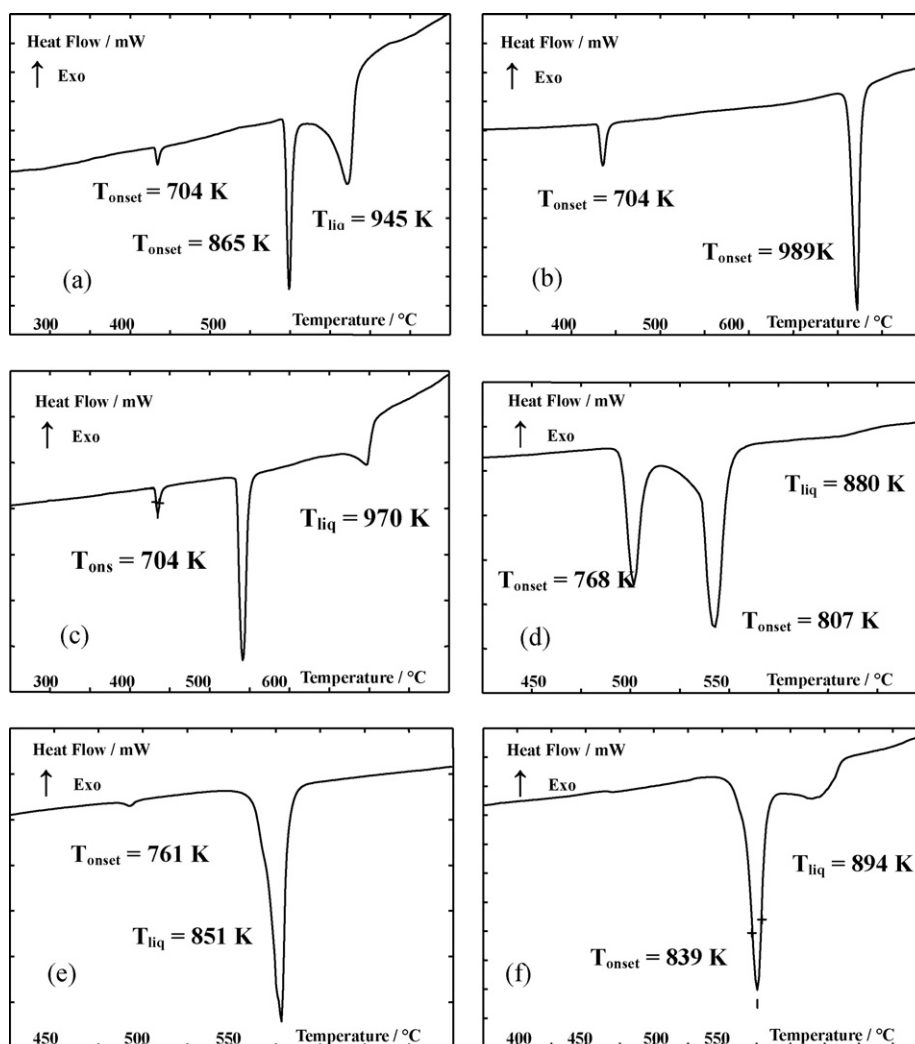 Heat Flow / mW
↑ Exo
T_onset = 704 K
T_onset = 865 K
T_liq = 945 K
(a)
300 400 500 Temperature / °C
Heat Flow / mW
↑ Exo
T_onset = 704 K
T_onset = 989K
(b)
400 500 600 Temperature / °C
Heat Flow / mW
↑ Exo
T_ons = 704 K
T_liq = 970 K
(c)
300 400 500 600 Temperature / °C
Heat Flow / mW
↑ Exo
T_liq = 880 K
T_onset = 768 K
T_onset = 807 K
(d)
450 500 550 Temperature / °C
Heat Flow / mW
↑ Exo
T_onset = 761 K
T_liq = 851 K
(e)
450 500 550 Temperature / °C
Heat Flow / mW
↑ Exo
T_liq = 894 K
T_onset = 839 K
(f)
400 450 500 550 Temperature / °C